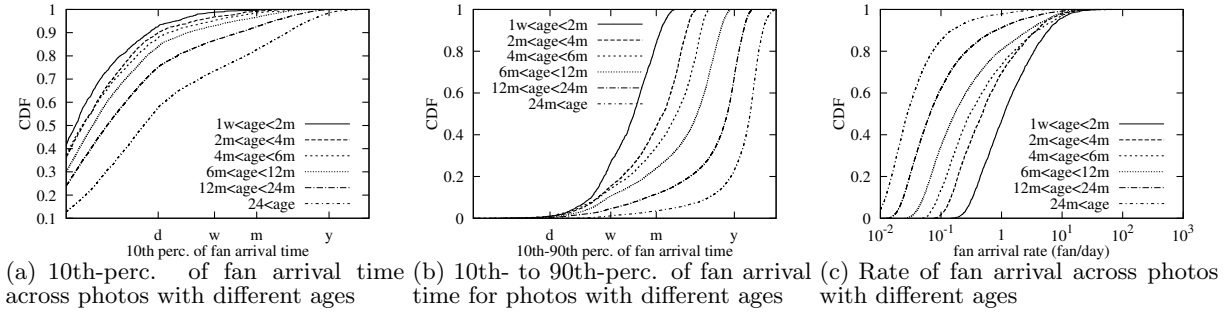 CDF
1
0.9
0.8
0.7
0.6
0.5
0.4
0.3
0.2
0.1
1w<age<2m
2m<age<4m
4m<age<6m
6m<age<12m
12m<age<24m
24<age
d w m y
10th perc. of fan arrival time
(a) 10th-perc. of fan arrival time
across photos with different ages
CDF
1
0.8
0.6
0.4
0.2
0
1w<age<2m
2m<age<4m
4m<age<6m
6m<age<12m
12m<age<24m
24m<age
d w m y
10th-90th perc. of fan arrival time
(b) 10th- to 90th-perc. of fan arrival
time for photos with different ages
CDF
1
0.8
0.6
0.4
0.2
0
1w<age<2m
2m<age<4m
4m<age<6m
6m<age<12m
12m<age<24m
24m<age
10⁻² 10⁻¹ 1 10¹ 10² 10³
fan arrival rate (fan/day)
(c) Rate of fan arrival across photos
with different ages